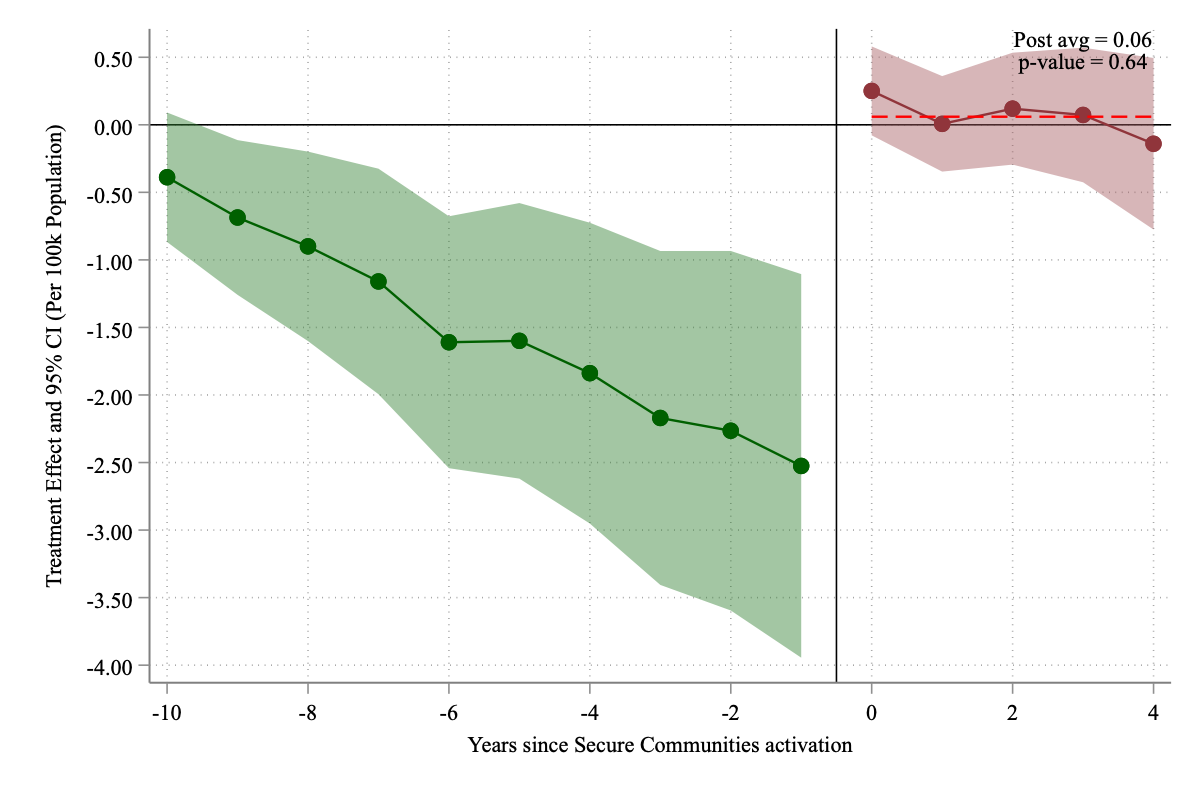 Post avg = 0.06
p-value = 0.64
Treatment Effect and 95% CI (Per 100k Population)
0.50
0.00
-0.50
-1.00
-1.50
-2.00
-2.50
-3.00
-3.50
-4.00
-10 -8 -6 -4 -2 0 2 4
Years since Secure Communities activation